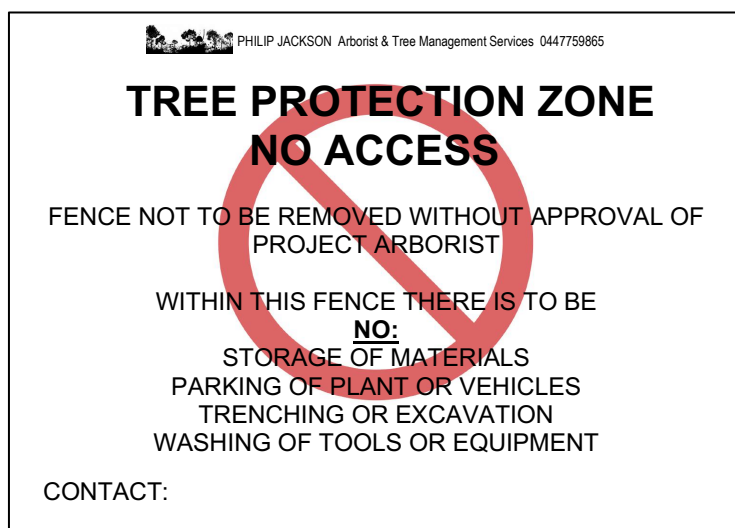 PHILIP JACKSON Arborist & Tree Management Services 0447759865
TREE PROTECTION ZONE
NO ACCESS
FENCE NOT TO BE REMOVED WITHOUT APPROVAL OF
PROJECT ARBORIST
WITHIN THIS FENCE THERE IS TO BE
NO:
STORAGE OF MATERIALS
PARKING OF PLANT OR VEHICLES
TRENCHING OR EXCAVATION
WASHING OF TOOLS OR EQUIPMENT
CONTACT: